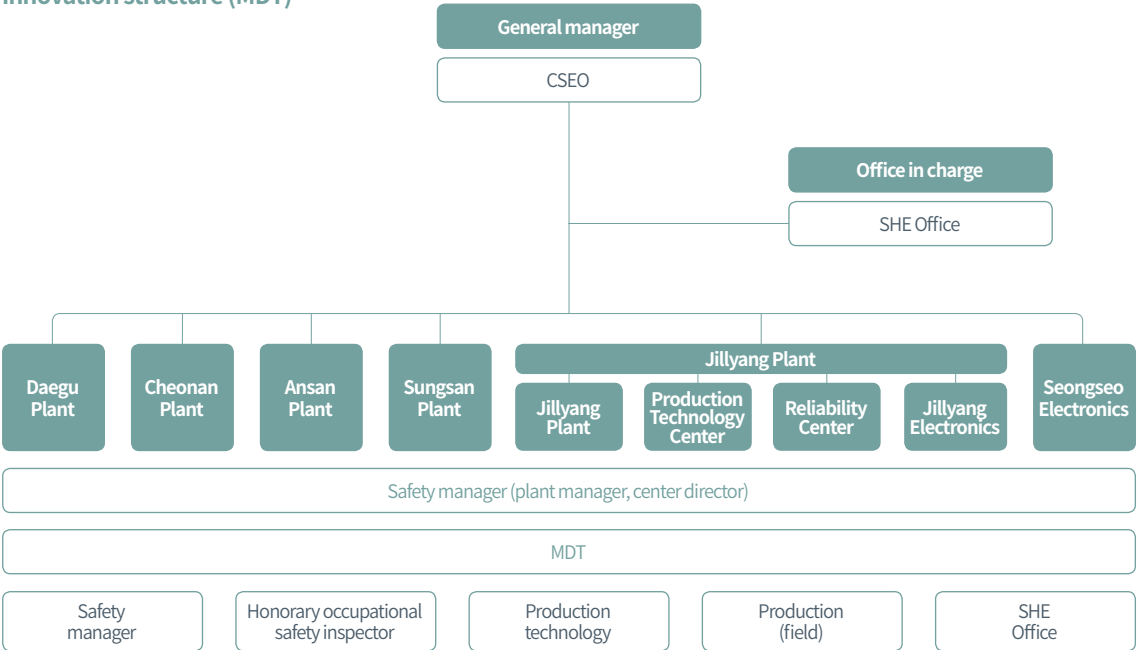 innovation structure (MDT)
General manager
CSEO
Office in charge
SHE Office
Daegu
Plant
Cheonan
Plant
Ansan
Plant
Sungsan
Plant
Jillyang Plant
Jillyang
Plant
Production
Technology
Center
Reliability
Center
Jillyang
Electronics
Seongseo
Electronics
Safety manager (plant manager, center director)
MDT
Safety
manager
Honorary occupational
safety inspector
Production
technology
Production
(field)
SHE
Office